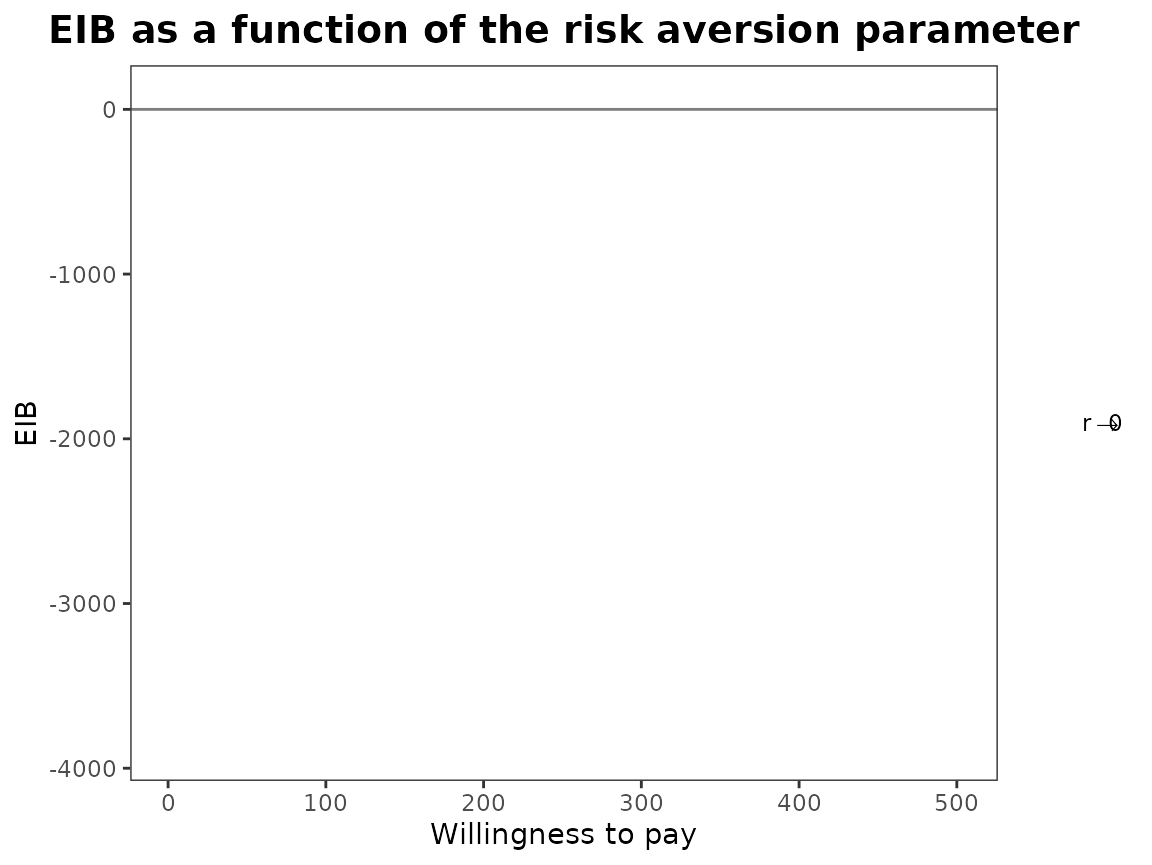 EIB as a function of the risk aversion parameter
0
-1000
-2000
-3000
-4000
EIB
r → 0
0 100 200 300 400 500
Willingness to pay